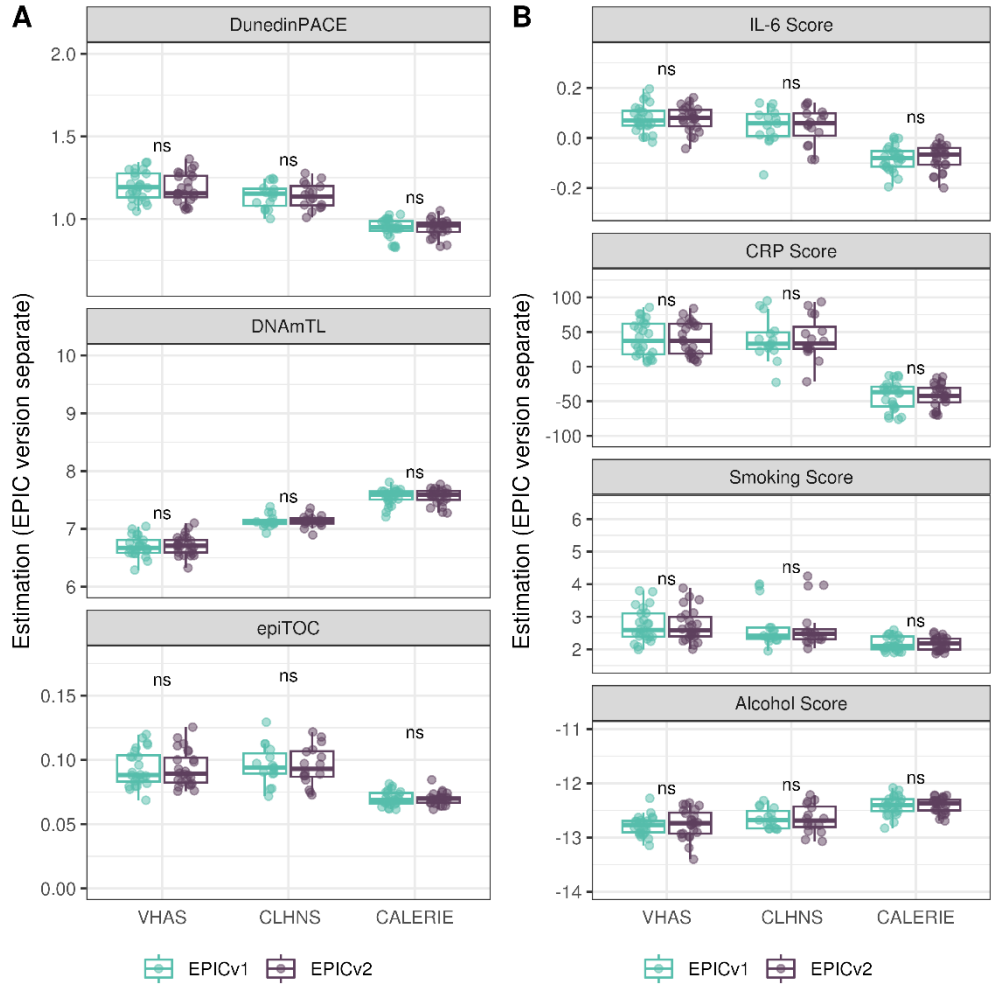 A
DunedinPACE
2.0
1.5
1.0
ns
ns
ns
DNAmTL
10
9
8
7
6
ns
ns
ns
epiTOC
0.15
0.10
0.05
0.00
ns
ns
ns
VHAS CLHNS CALERIE
Estimation (EPIC version separate)
EPICv1 EPICv2
B
IL-6 Score
0.2
0.0
-0.2
ns
ns
ns
CRP Score
100
50
0
-50
-100
ns
ns
ns
Smoking Score
6
5
4
3
2
ns
ns
ns
Alcohol Score
-11
-12
-13
-14
ns
ns
ns
VHAS CLHNS CALERIE
Estimation (EPIC version separate)
EPICv1 EPICv2